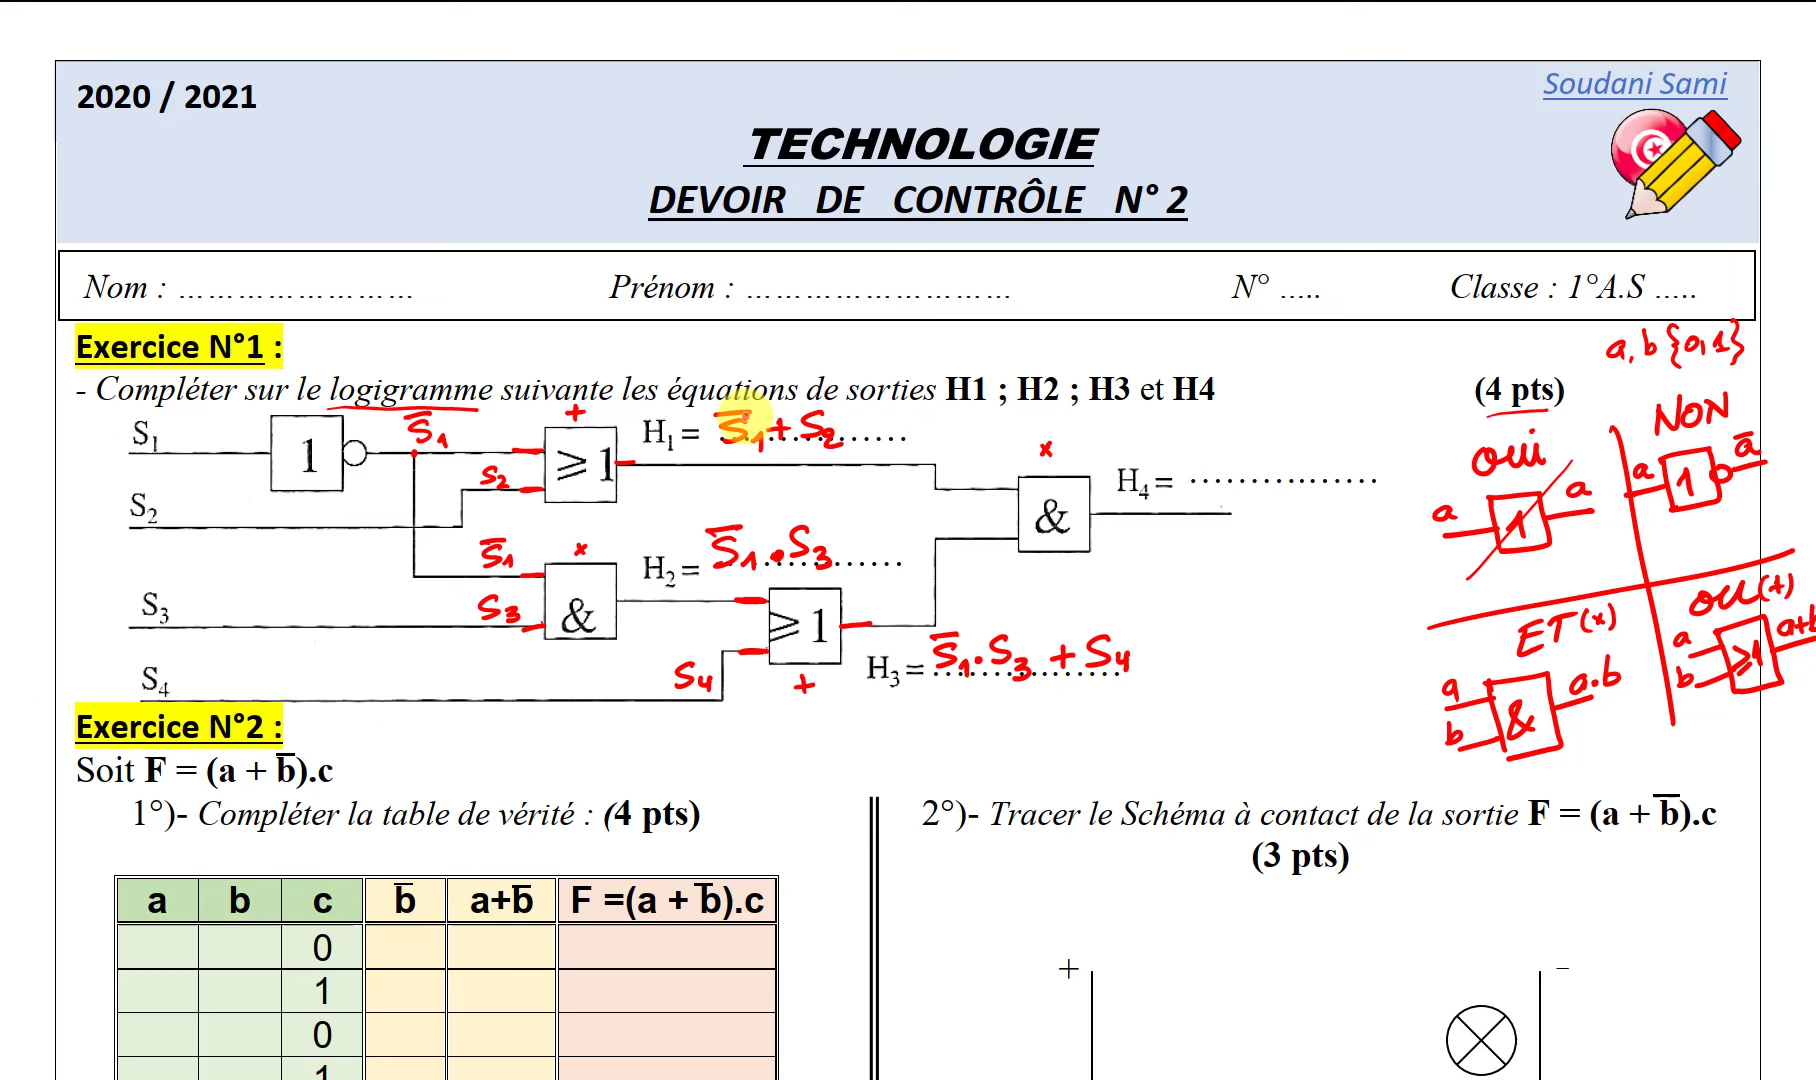 2020 / 2021
Soudani Sami
TECHNOLOGIE
DEVOIR DE CONTRÔLE N° 2
Nom : ........................ Prénom : ........................... N° ..... Classe : 1°A.S .....
Exercice N°1 :
a, b {0,1}
- Compléter sur le logigramme suivante les équations de sorties H1 ; H2 ; H3 et H4 (4 pts)
S₁ 1 S̅₁ + H₁ = S̅₁ + S₂
S₂ S₂ ≥1
× H₄ = .....................
&
S̅₁ × H₂ = S̅₁ . S₃
S₃ S₃ &
≥1
S₄ S₄ + H₃ = S̅₁ . S₃ + S₄
OUI
a 1 a
NON
a 1 a̅
ET (x)
a b & a.b
OU (+)
a b ≥1 a+b
Exercice N°2 :
Soit F = (a + b̅).c
1°)- Compléter la table de vérité : (4 pts)
a b c b̅ a+b̅ F =(a + b̅).c
0
1
0
1
2°)- Tracer le Schéma à contact de la sortie F = (a + b̅).c
(3 pts)
+ −